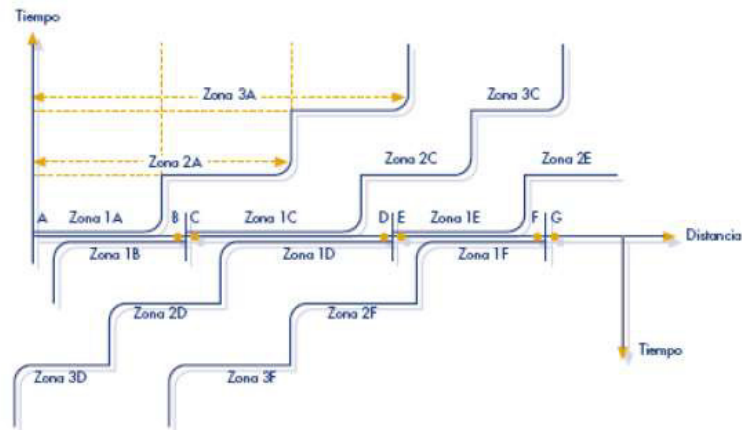 Tiempo
Zona 3A
Zona 3C
Zona 2A
Zona 2C
Zona 2E
A
Zona 1A
B
C
Zona 1C
D
E
Zona 1E
F
G
Distancia
Zona 1B
Zona 1D
Zona 1F
Zona 2D
Zona 2F
Tiempo
Zona 3D
Zona 3F